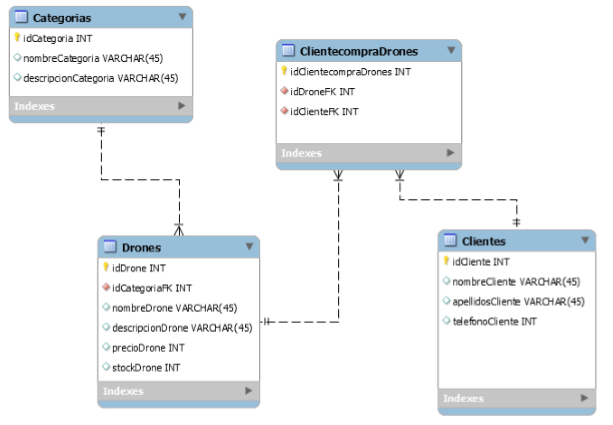 Categorias
idCategoria INT
nombreCategoria VARCHAR(45)
descripcionCategoria VARCHAR(45)
Indexes
ClientecompraDrones
idClientecompraDrones INT
idDroneFK INT
idClienteFK INT
Indexes
Drones
idDrone INT
idCategoriaFK INT
nombreDrone VARCHAR(45)
descripcionDrone VARCHAR(45)
precioDrone INT
stockDrone INT
Indexes
Clientes
idCliente INT
nombreCliente VARCHAR(45)
apellidosCliente VARCHAR(45)
telefonoCliente INT
Indexes